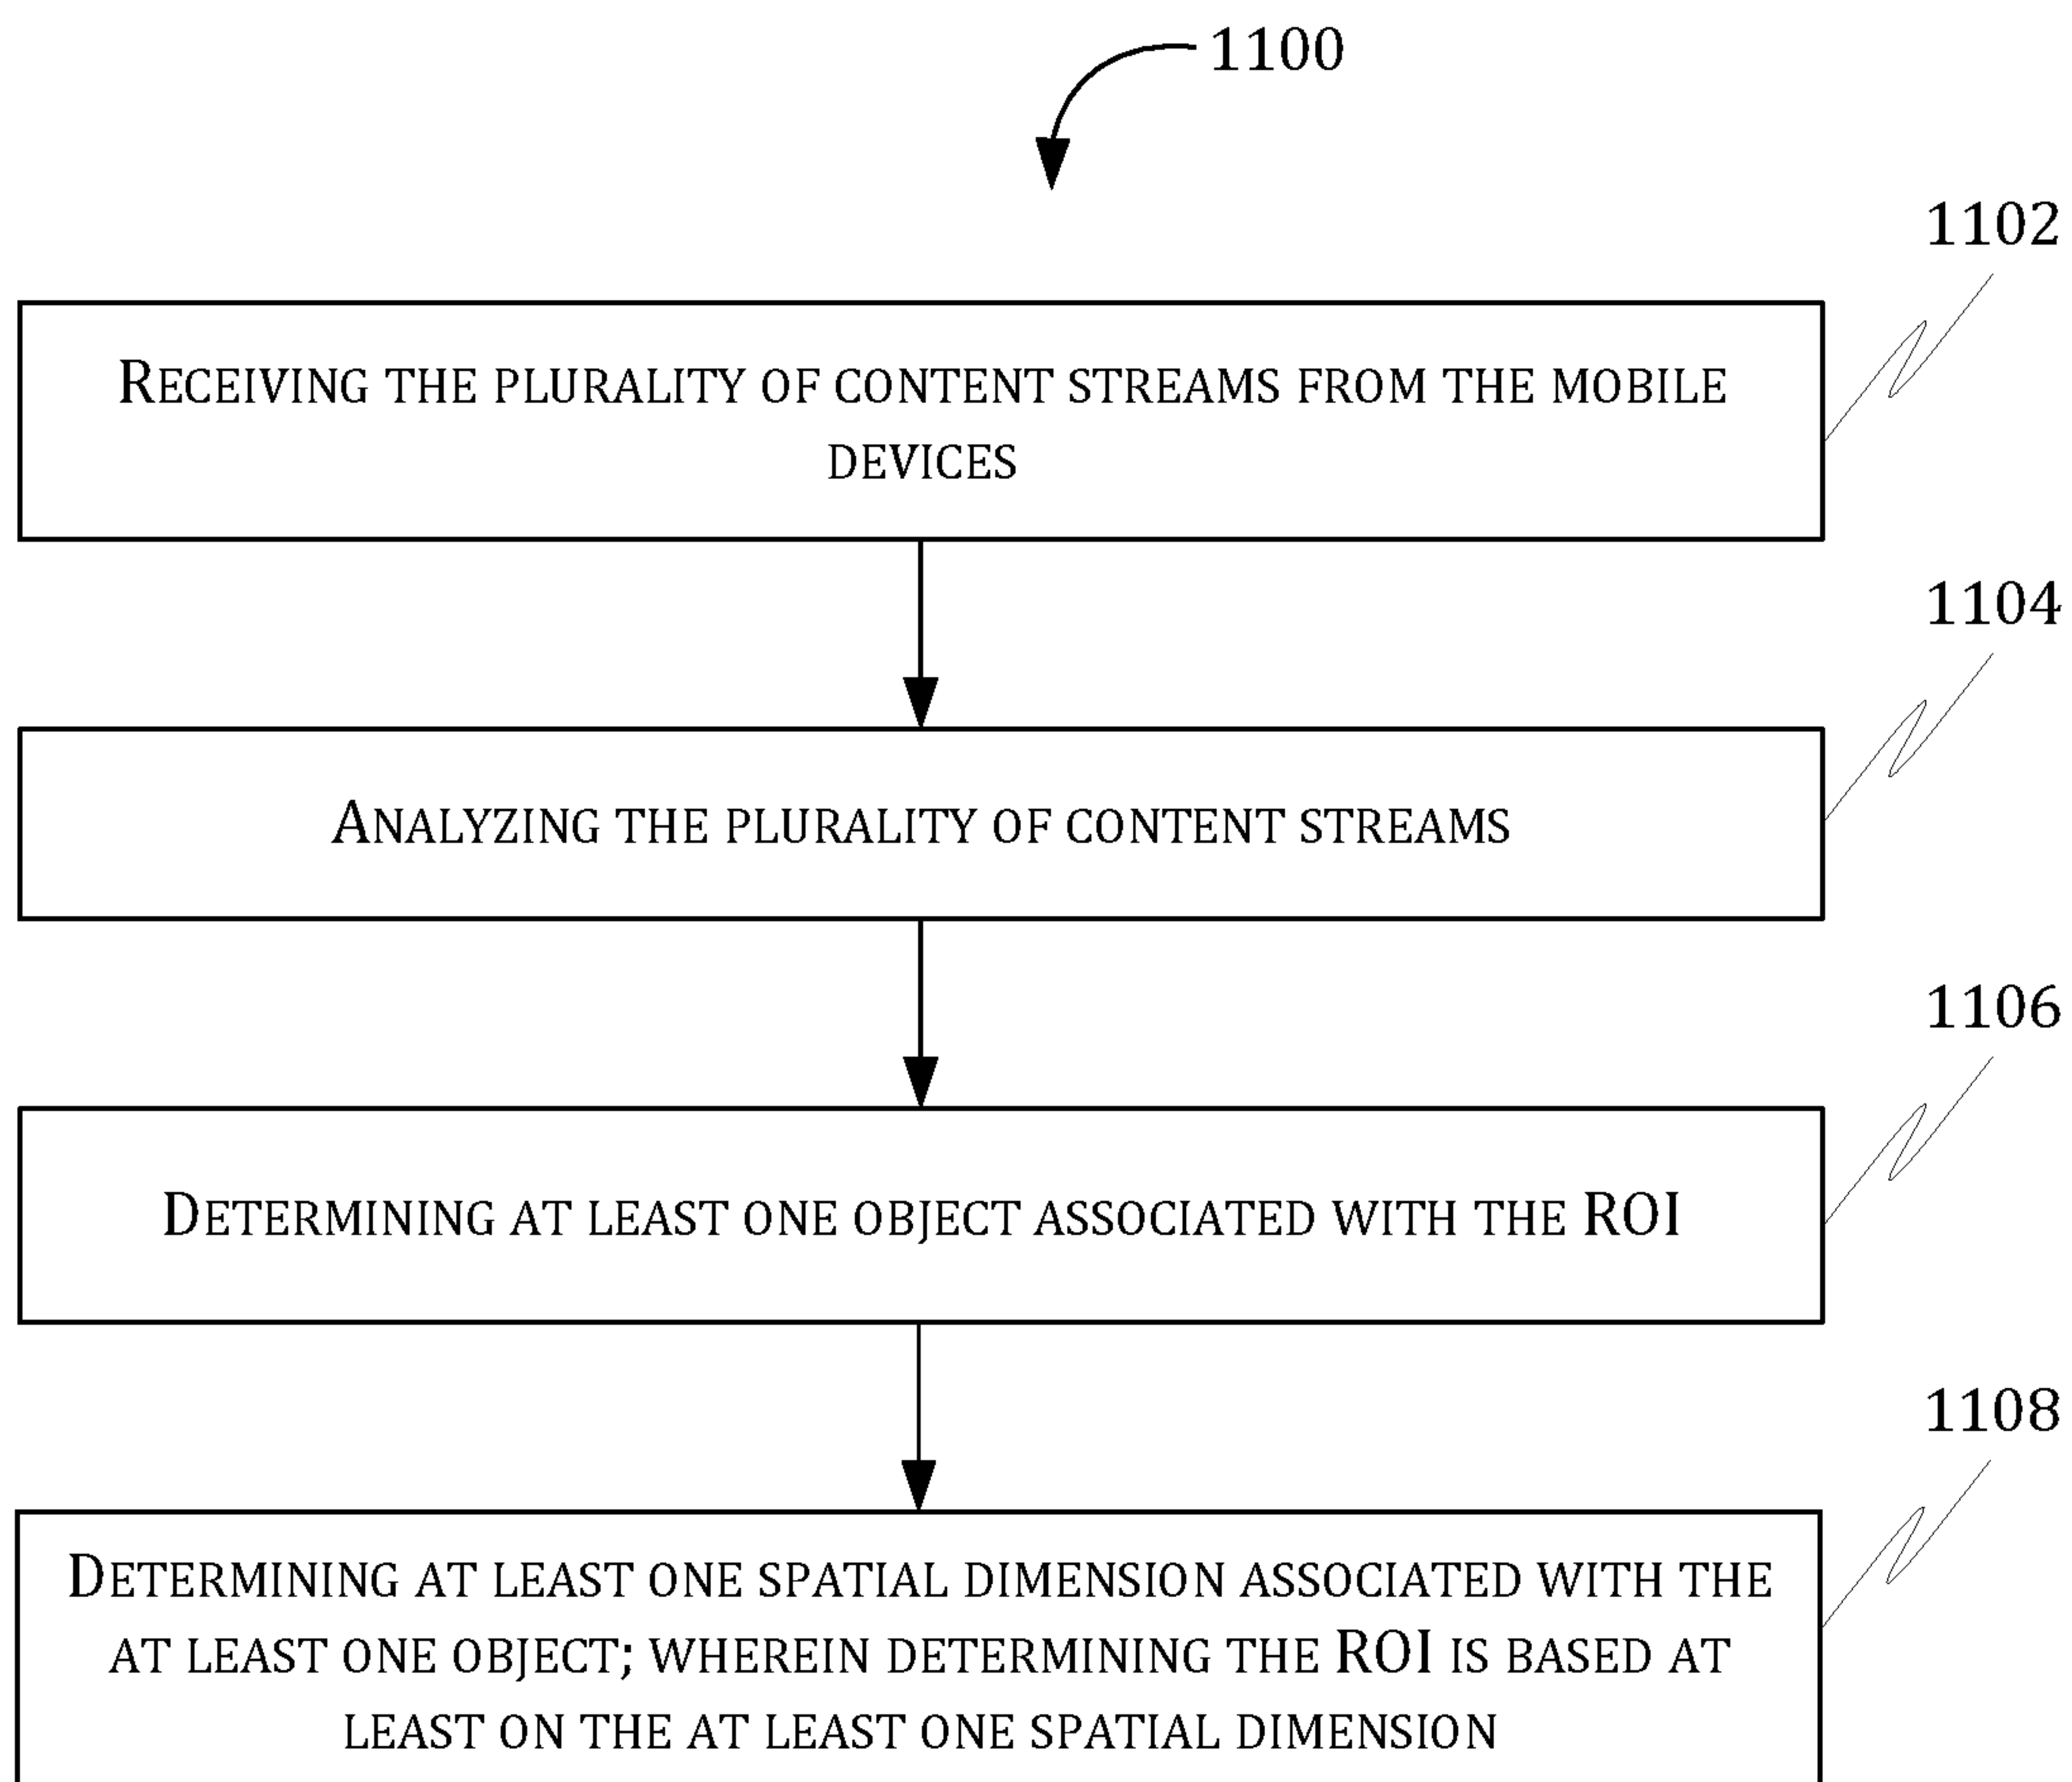 1100
1102
RECEIVING THE PLURALITY OF CONTENT STREAMS FROM THE MOBILE
DEVICES
1104
ANALYZING THE PLURALITY OF CONTENT STREAMS
1106
DETERMINING AT LEAST ONE OBJECT ASSOCIATED WITH THE ROI
1108
DETERMINING AT LEAST ONE SPATIAL DIMENSION ASSOCIATED WITH THE
AT LEAST ONE OBJECT; WHEREIN DETERMINING THE ROI IS BASED AT
LEAST ON THE AT LEAST ONE SPATIAL DIMENSION